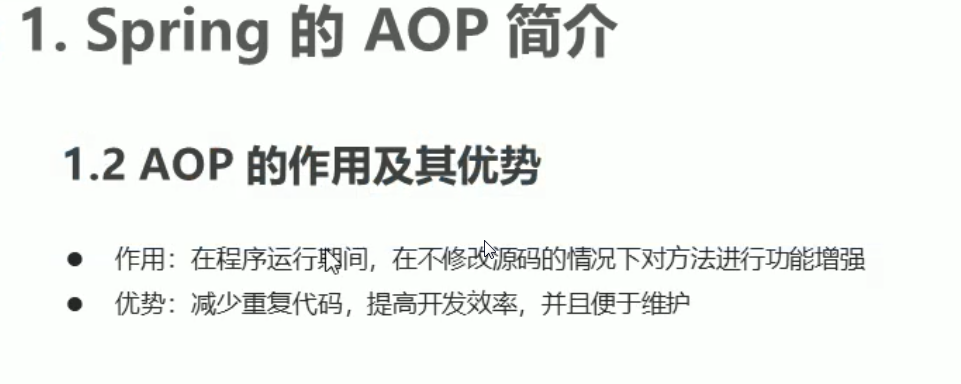 1. Spring 的 AOP 简介
1.2 AOP 的作用及其优势
● 作用：在程序运行期间，在不修改源码的情况下对方法进行功能增强
● 优势：减少重复代码，提高开发效率，并且便于维护